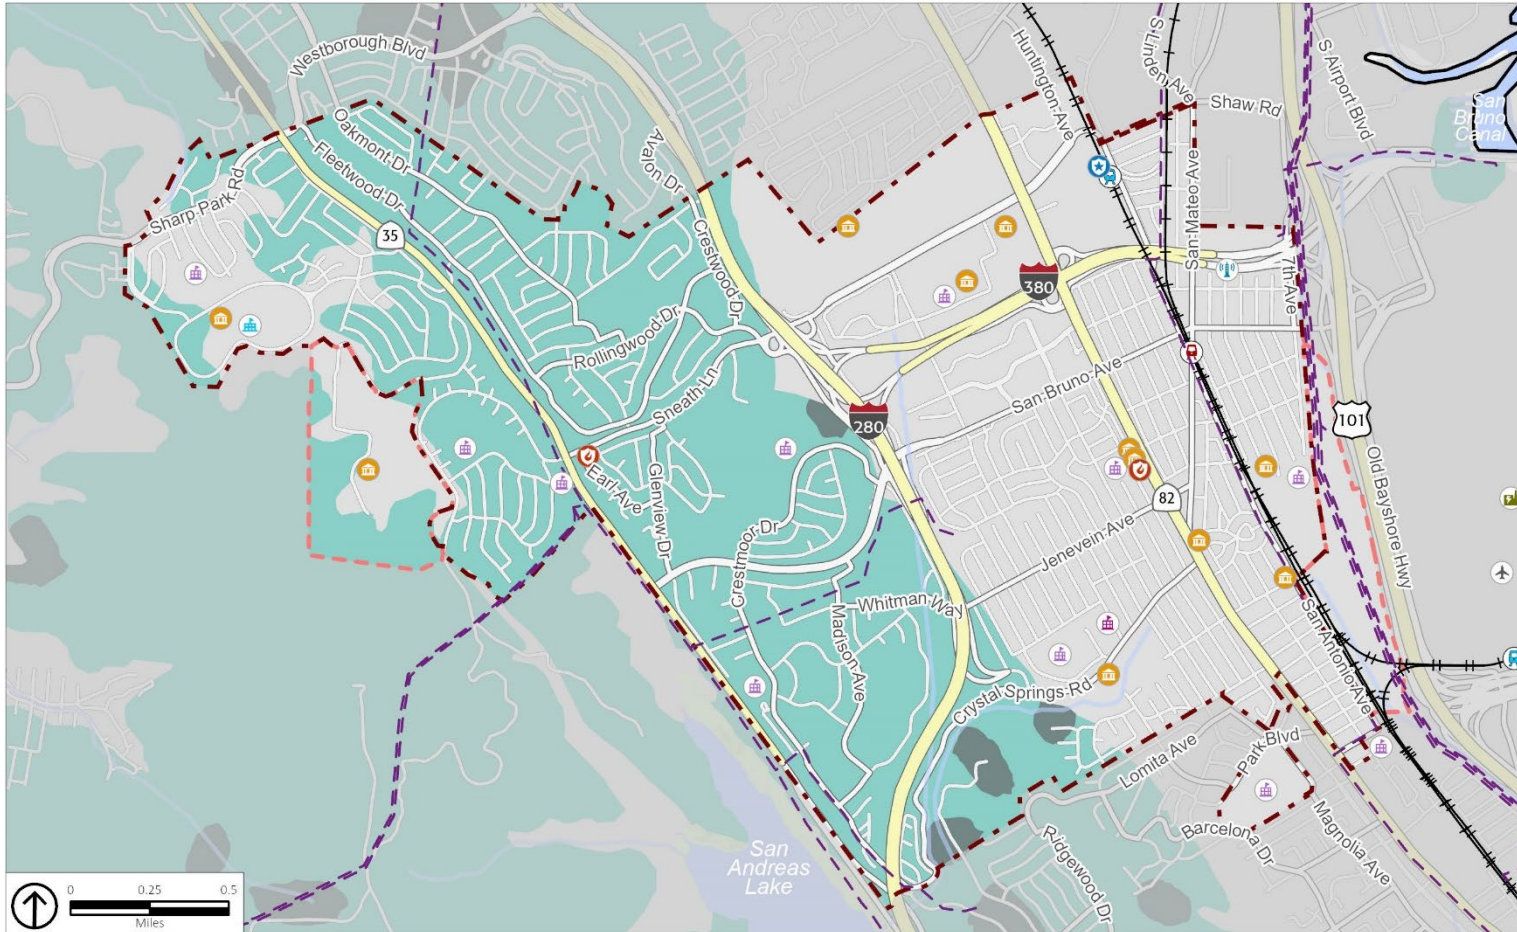 Westborough Blvd
Huntington Ave
S Linden Ave
Shaw Rd
S Airport Blvd
San
Bruno
Canal
Oakmont Dr
Fleetwood Dr
Avalon Dr
Sharp Park Rd
35
Crestwood Dr
San Mateo Ave
7th Ave
380
Rollingwood Dr
Sneath Ln
San Bruno Ave
280
101
Earl Ave
Glenview Dr
82
Old Bayshore Hwy
Crestmoor Dr
Jenevein Ave
Madison Ave
Whitman Way
San Antonio Ave
Crystal Springs Rd
Lomita Ave
Park Blvd
San
Andreas
Lake
Ridgewood Dr
Barcelona Dr
Magnolia Ave
0 0.25 0.5
Miles